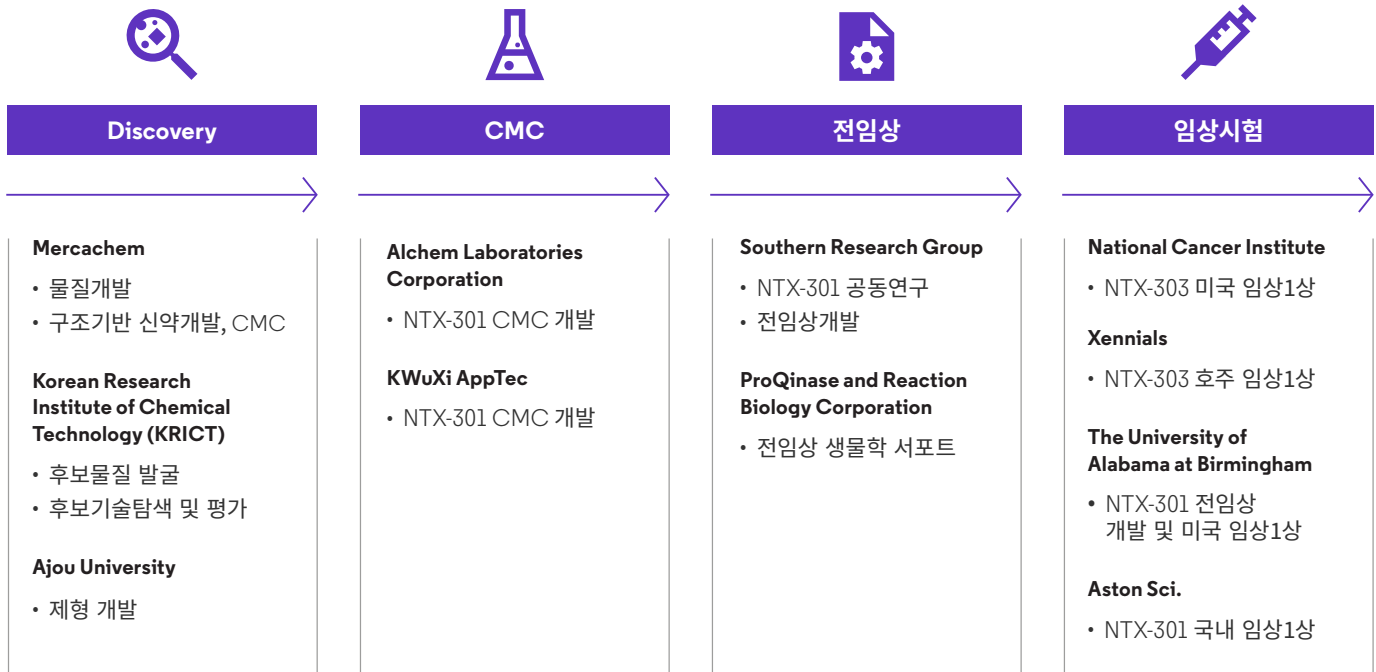 Discovery
Mercachem
• 물질개발
• 구조기반 신약개발, CMC
Korean Research
Institute of Chemical
Technology (KRICT)
• 후보물질 발굴
• 후보기술탐색 및 평가
Ajou University
• 제형 개발
CMC
Alchem Laboratories
Corporation
• NTX-301 CMC 개발
KWuXi AppTec
• NTX-301 CMC 개발
전임상
Southern Research Group
• NTX-301 공동연구
• 전임상개발
ProQinase and Reaction
Biology Corporation
• 전임상 생물학 서포트
임상시험
National Cancer Institute
• NTX-303 미국 임상1상
Xennials
• NTX-303 호주 임상1상
The University of
Alabama at Birmingham
• NTX-301 전임상
개발 및 미국 임상1상
Aston Sci.
• NTX-301 국내 임상1상